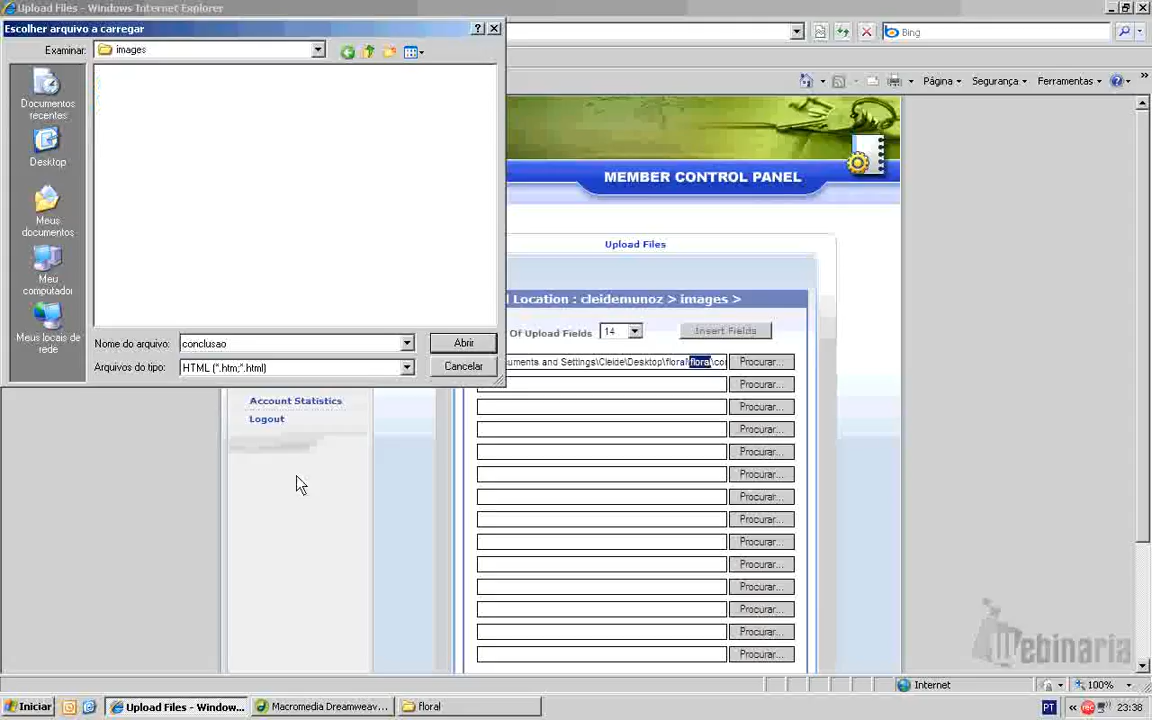 Upload Files - Windows Internet Explorer
Escolher arquivo a carregar
Examinar:
images
Documentos
recentes
Desktop
Meus
documentos
Meu
computador
Meus locais de
rede
Nome do arquivo:
conclusao
Abrir
Arquivos do tipo:
HTML (*.htm;*.html)
Cancelar
Bing
Página
Segurança
Ferramentas
MEMBER CONTROL PANEL
Upload Files
Location : cleidemunoz > images >
Of Upload Fields
14
Insert Fields
uments and Settings\Cleide\Desktop\floral\floral\co
Procurar...
Procurar...
Procurar...
Procurar...
Procurar...
Procurar...
Procurar...
Procurar...
Procurar...
Procurar...
Procurar...
Procurar...
Procurar...
Procurar...
Account Statistics
Logout
Webinaria
Internet
100%
Iniciar
Upload Files - Window...
Macromedia Dreamweav...
floral
PT
23:38